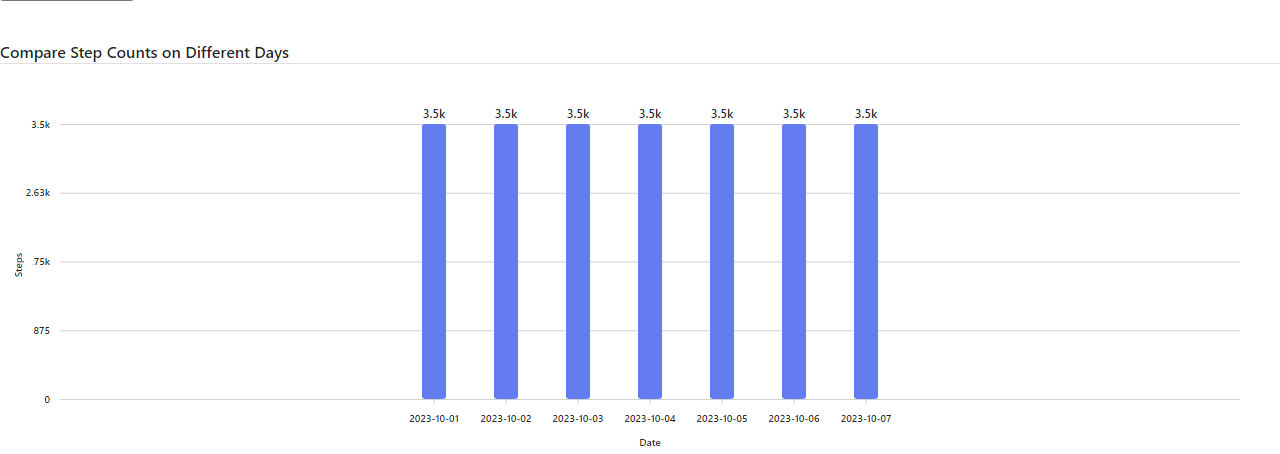 Compare Step Counts on Different Days
3.5k 3.5k 3.5k 3.5k 3.5k 3.5k 3.5k
3.5k
2.63k
75k
875
0
Steps
2023-10-01 2023-10-02 2023-10-03 2023-10-04 2023-10-05 2023-10-06 2023-10-07
Date